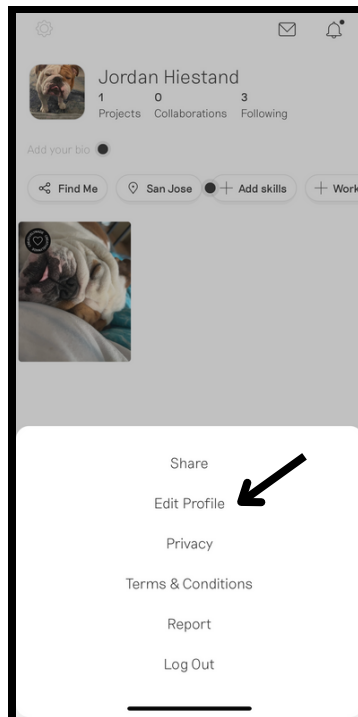 Jordan Hiestand
1 0 3
Projects Collaborations Following
Add your bio
Find Me San Jose + Add skills + Work
Share
Edit Profile
Privacy
Terms & Conditions
Report
Log Out